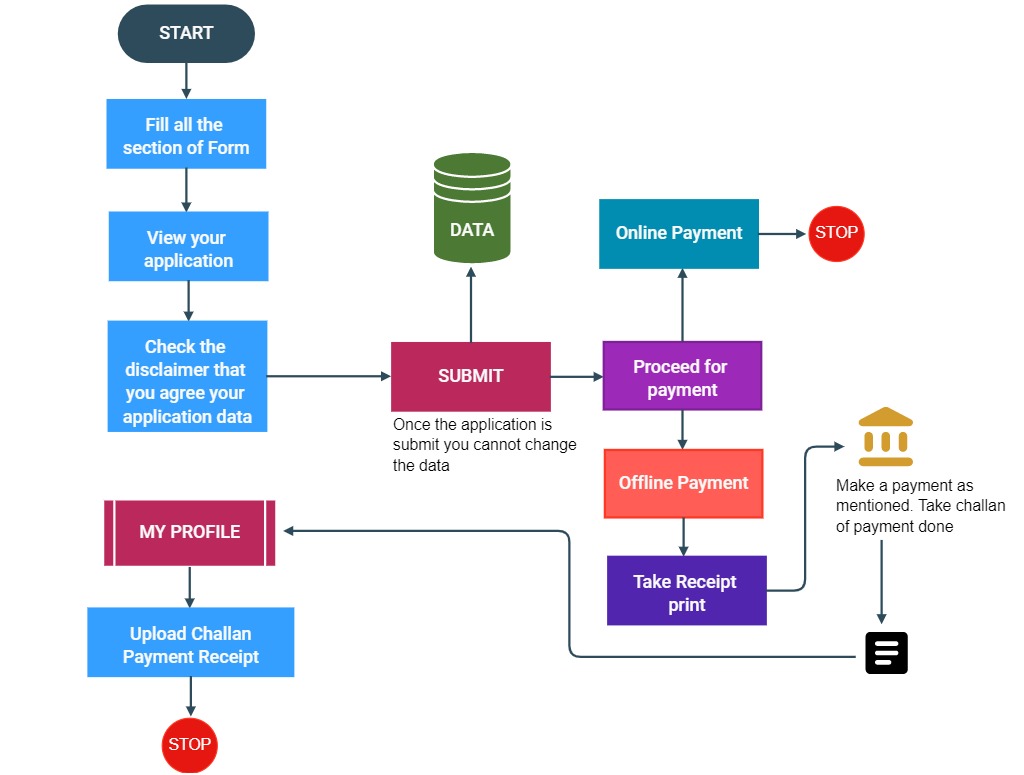 START
Fill all the
section of Form
View your
application
Check the
disclaimer that
you agree your
application data
DATA
SUBMIT
Once the application is
submit you cannot change
the data
Online Payment
STOP
Proceed for
payment
Offline Payment
Take Receipt
print
Make a payment as
mentioned. Take challan
of payment done
MY PROFILE
Upload Challan
Payment Receipt
STOP